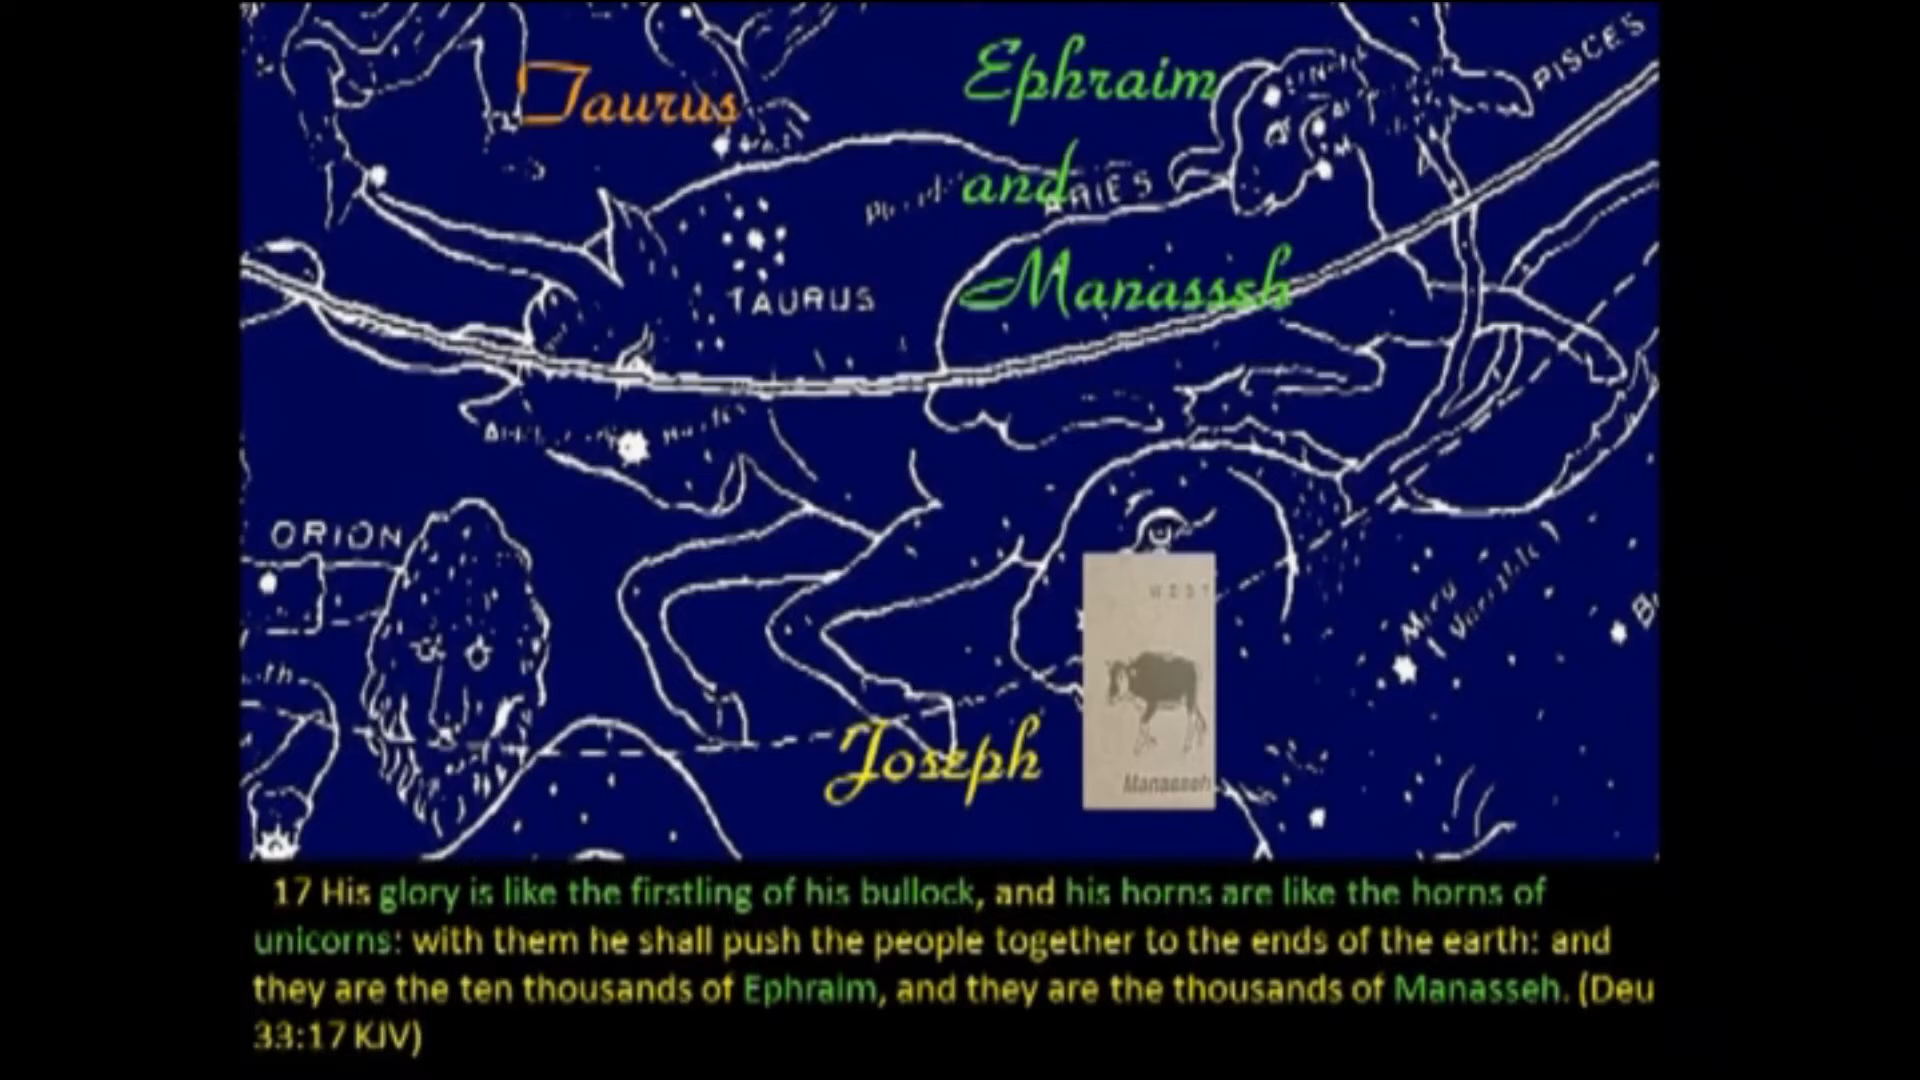 Taurus
Ephraim
and
Manasseh
PISCES
ARIES
TAURUS
ORION
WEST
Manasseh
Joseph
17 His glory is like the firstling of his bullock, and his horns are like the horns of
unicorns: with them he shall push the people together to the ends of the earth: and
they are the ten thousands of Ephraim, and they are the thousands of Manasseh. (Deu
33:17 KJV)